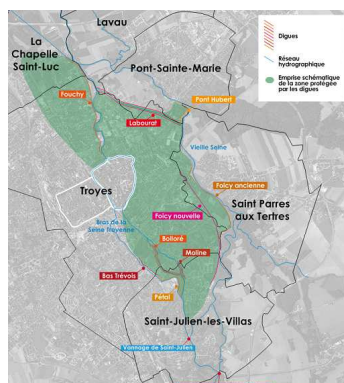 Lavau
La
Chapelle
Saint-Luc
Pont-Sainte-Marie
Digues
Réseau
hydrographique
Emprise schématique
de la zone protégée
par les digues
Fouchy
Pont Hubert
Labourat
Vieille Seine
Troyes
Foicy ancienne
Foicy nouvelle
Saint Parres
aux Tertres
Bras de la
Seine Troyenne
Bolloré
Moline
Bas Trévois
Pétal
Saint-Julien-les-Villas
Vannage de Saint-Julien